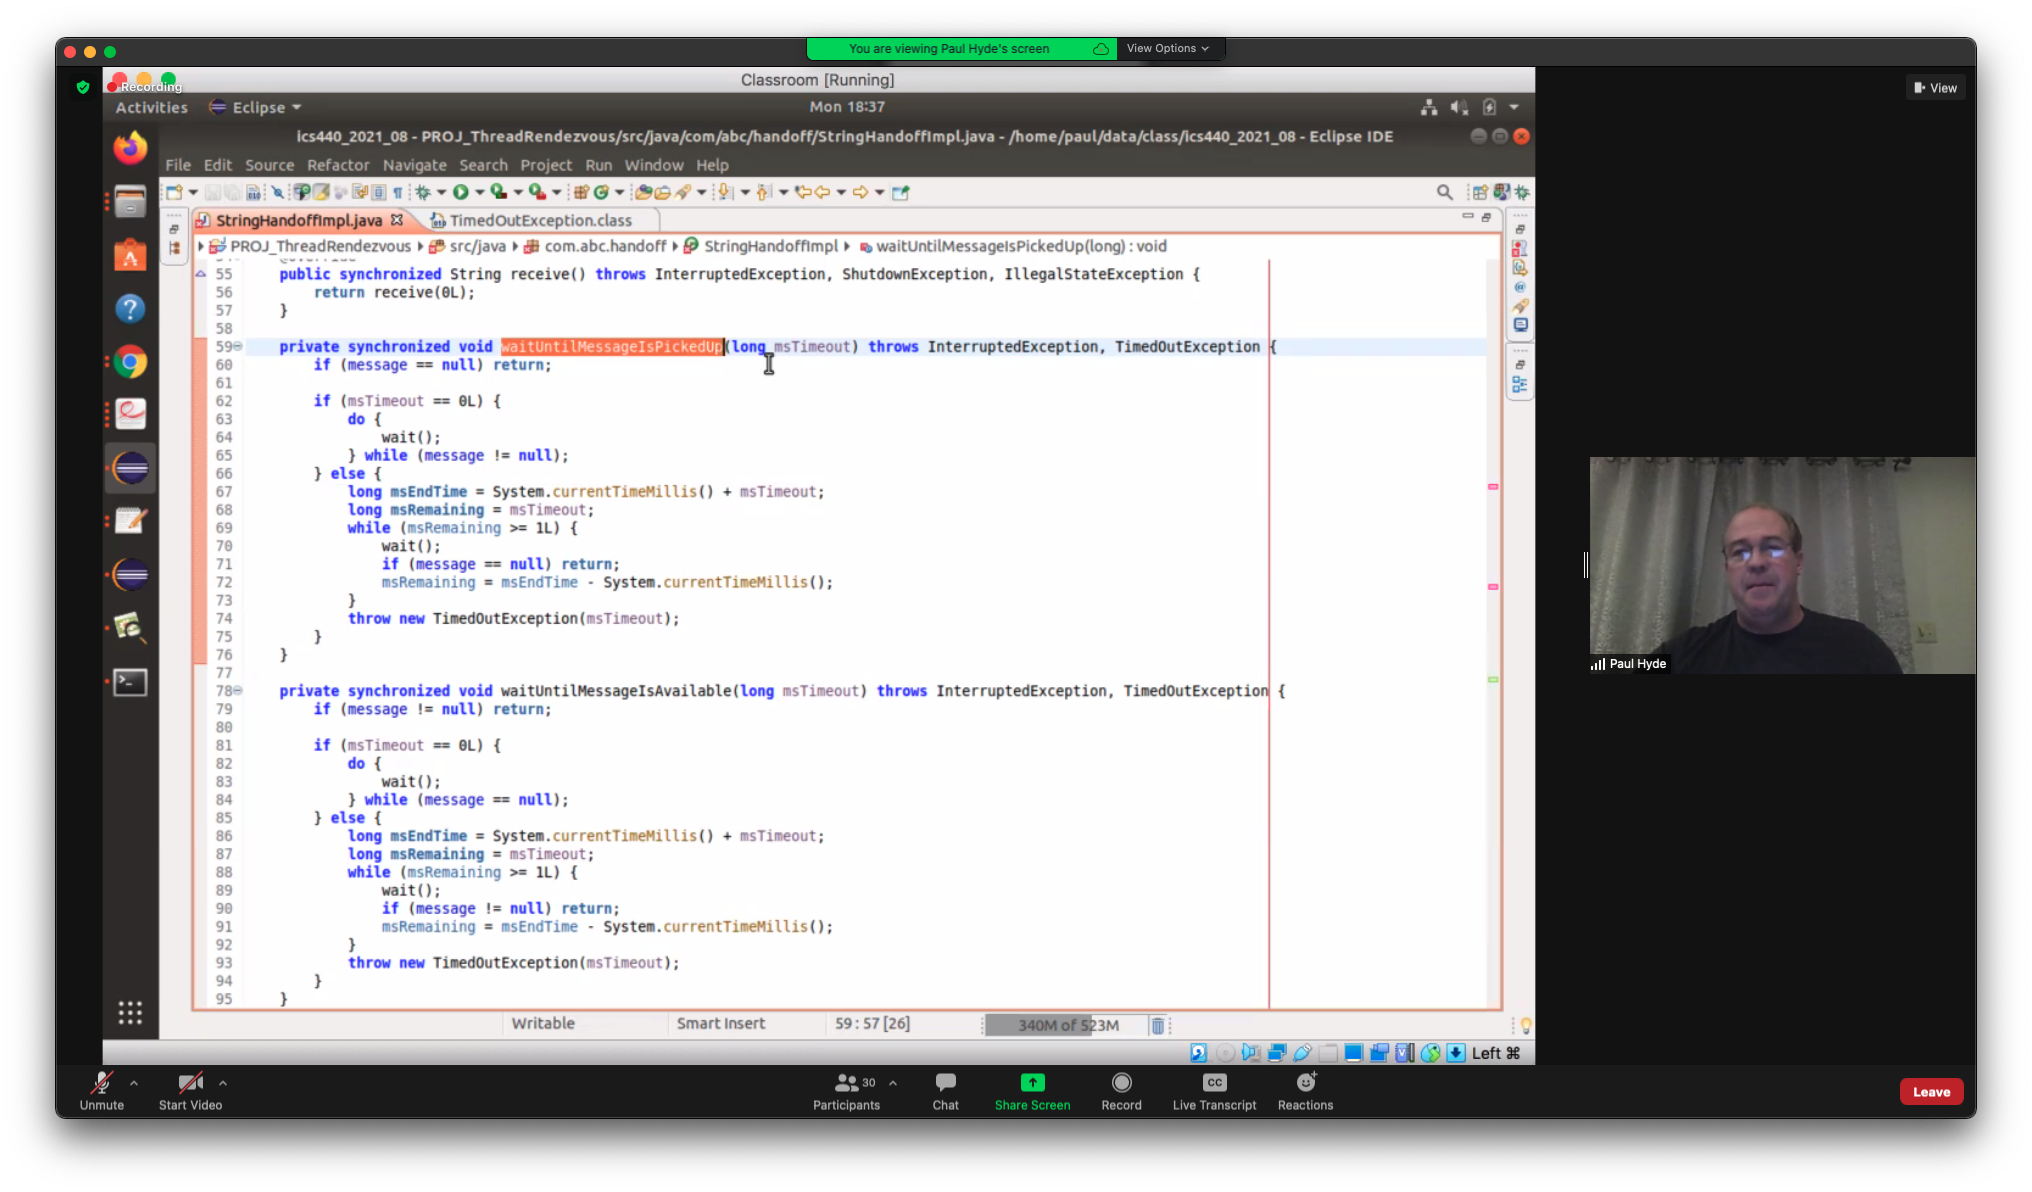 You are viewing Paul Hyde's screen
View Options
Recording
Classroom [Running]
View
Activities
Eclipse
Mon 18:37
ics440_2021_08 - PROJ_ThreadRendezvous/src/java/com/abc/handoff/StringHandoffImpl.java - /home/paul/data/class/ics440_2021_08 - Eclipse IDE
File Edit Source Refactor Navigate Search Project Run Window Help
StringHandoffImpl.java
TimedOutException.class
PROJ_ThreadRendezvous
src/java
com.abc.handoff
StringHandoffImpl
waitUntilMessageIsPickedUp(long) : void
55 public synchronized String receive() throws InterruptedException, ShutdownException, IllegalStateException {
56 return receive(0L);
57 }
58
59 private synchronized void waitUntilMessageIsPickedUp(long msTimeout) throws InterruptedException, TimedOutException {
60 if (message == null) return;
61
62 if (msTimeout == 0L) {
63 do {
64 wait();
65 } while (message != null);
66 } else {
67 long msEndTime = System.currentTimeMillis() + msTimeout;
68 long msRemaining = msTimeout;
69 while (msRemaining >= 1L) {
70 wait();
71 if (message == null) return;
72 msRemaining = msEndTime - System.currentTimeMillis();
73 }
74 throw new TimedOutException(msTimeout);
75 }
76 }
77
78 private synchronized void waitUntilMessageIsAvailable(long msTimeout) throws InterruptedException, TimedOutException {
79 if (message != null) return;
80
81 if (msTimeout == 0L) {
82 do {
83 wait();
84 } while (message == null);
85 } else {
86 long msEndTime = System.currentTimeMillis() + msTimeout;
87 long msRemaining = msTimeout;
88 while (msRemaining >= 1L) {
89 wait();
90 if (message != null) return;
91 msRemaining = msEndTime - System.currentTimeMillis();
92 }
93 throw new TimedOutException(msTimeout);
94 }
95 }
Paul Hyde
Writable
Smart Insert
59 : 57 [26]
340M of 523M
Left ⌘
30
Unmute
Start Video
Participants
Chat
Share Screen
Record
CC
Live Transcript
Reactions
Leave